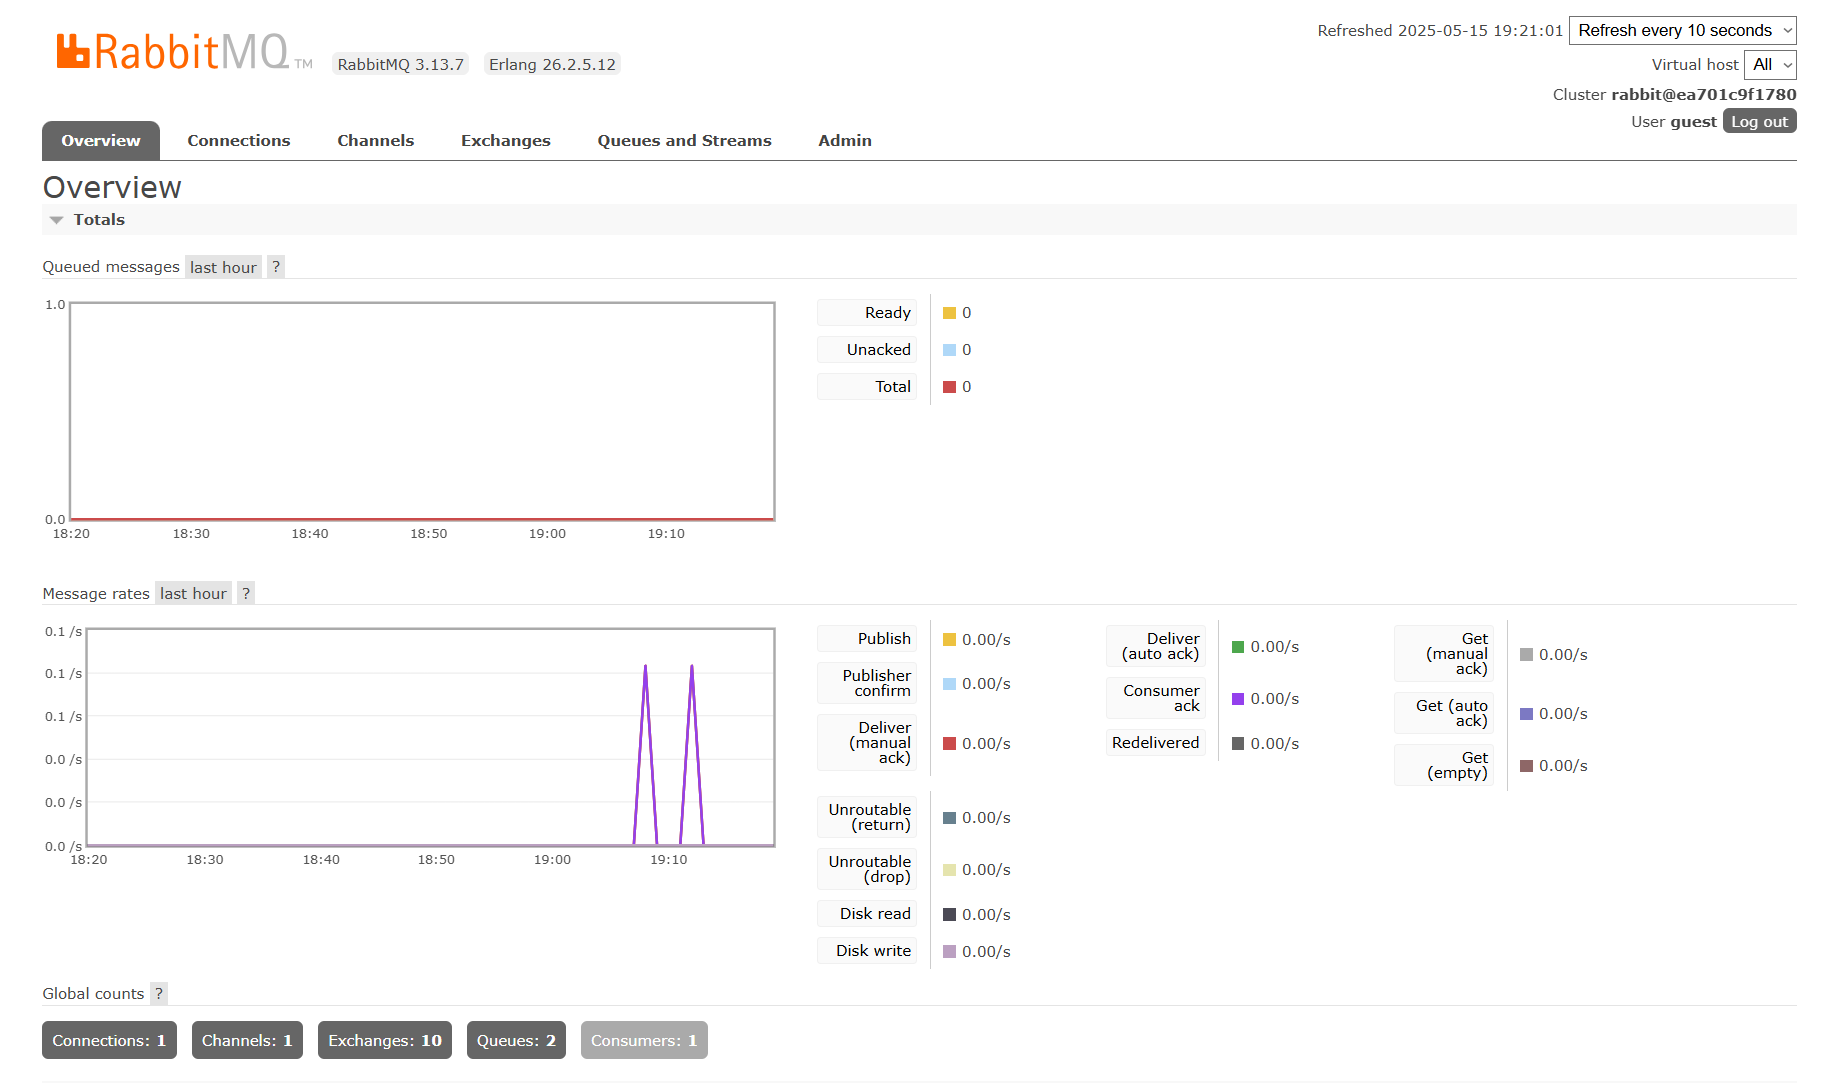 RabbitMQ TM RabbitMQ 3.13.7 Erlang 26.2.5.12
Refreshed 2025-05-15 19:21:01 Refresh every 10 seconds
Virtual host All
Cluster rabbit@ea701c9f1780
User guest Log out
Overview Connections Channels Exchanges Queues and Streams Admin
Overview
Totals
Queued messages last hour ?
1.0
0.0
18:20 18:30 18:40 18:50 19:00 19:10
Ready 0
Unacked 0
Total 0
Message rates last hour ?
0.1 /s
0.1 /s
0.1 /s
0.0 /s
0.0 /s
0.0 /s
18:20 18:30 18:40 18:50 19:00 19:10
Publish 0.00/s
Publisher
confirm 0.00/s
Deliver
(manual
ack) 0.00/s
Deliver
(auto ack) 0.00/s
Consumer
ack 0.00/s
Redelivered 0.00/s
Get
(manual
ack) 0.00/s
Get (auto
ack) 0.00/s
Get
(empty) 0.00/s
Unroutable
(return) 0.00/s
Unroutable
(drop) 0.00/s
Disk read 0.00/s
Disk write 0.00/s
Global counts ?
Connections: 1 Channels: 1 Exchanges: 10 Queues: 2 Consumers: 1